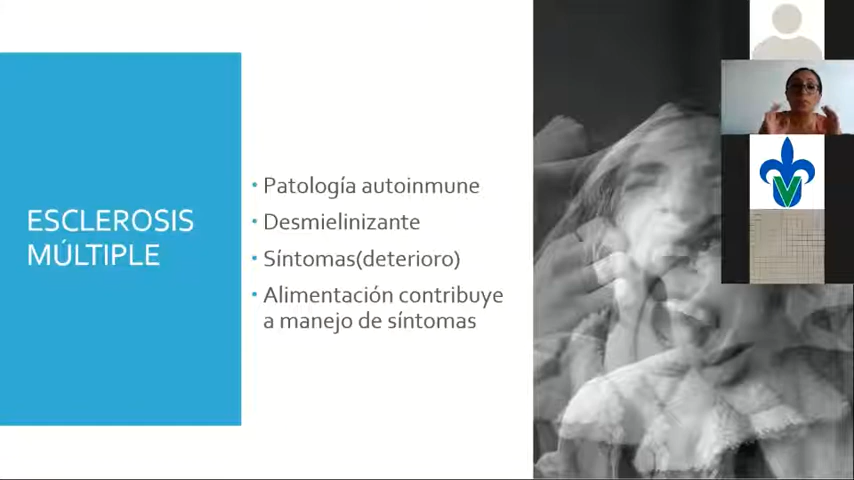 ESCLEROSIS
MÚLTIPLE
• Patología autoinmune
• Desmielinizante
• Síntomas(deterioro)
• Alimentación contribuye
a manejo de síntomas